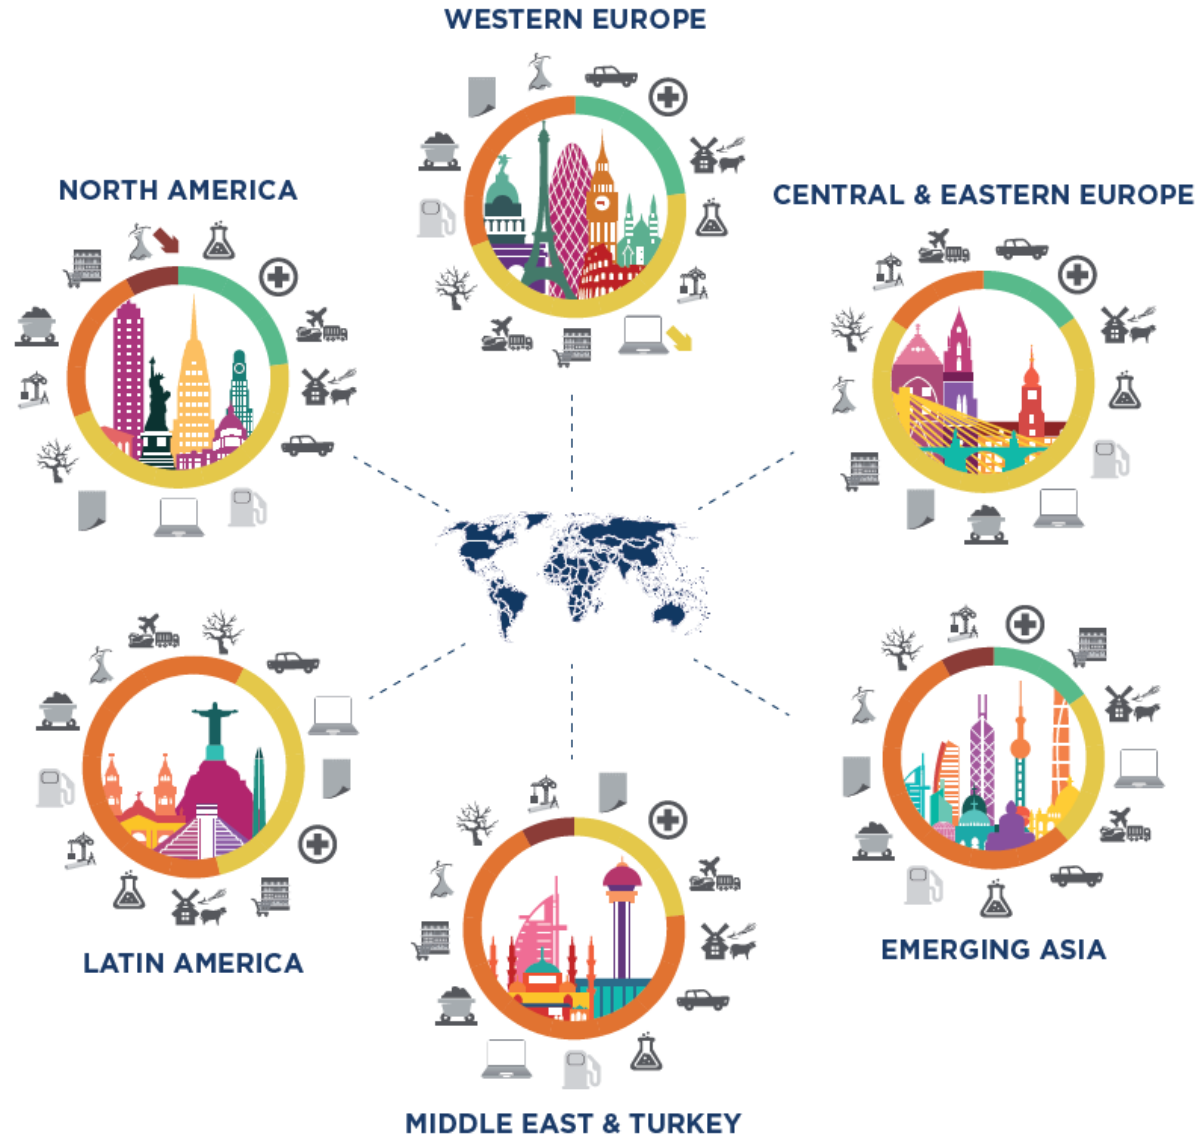 WESTERN EUROPE
NORTH AMERICA
CENTRAL & EASTERN EUROPE
LATIN AMERICA
EMERGING ASIA
MIDDLE EAST & TURKEY